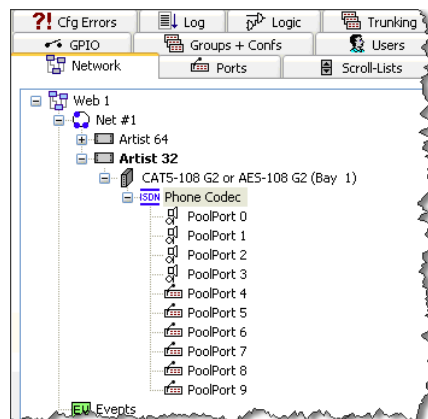 ?! Cfg Errors Log Logic Trunking
GPIO Groups + Confs Users
Network Ports Scroll-Lists
Web 1
Net #1
Artist 64
Artist 32
CAT5-108 G2 or AES-108 G2 (Bay 1)
ISDN Phone Codec
PoolPort 0
PoolPort 1
PoolPort 2
PoolPort 3
PoolPort 4
PoolPort 5
PoolPort 6
PoolPort 7
PoolPort 8
PoolPort 9
EV Events